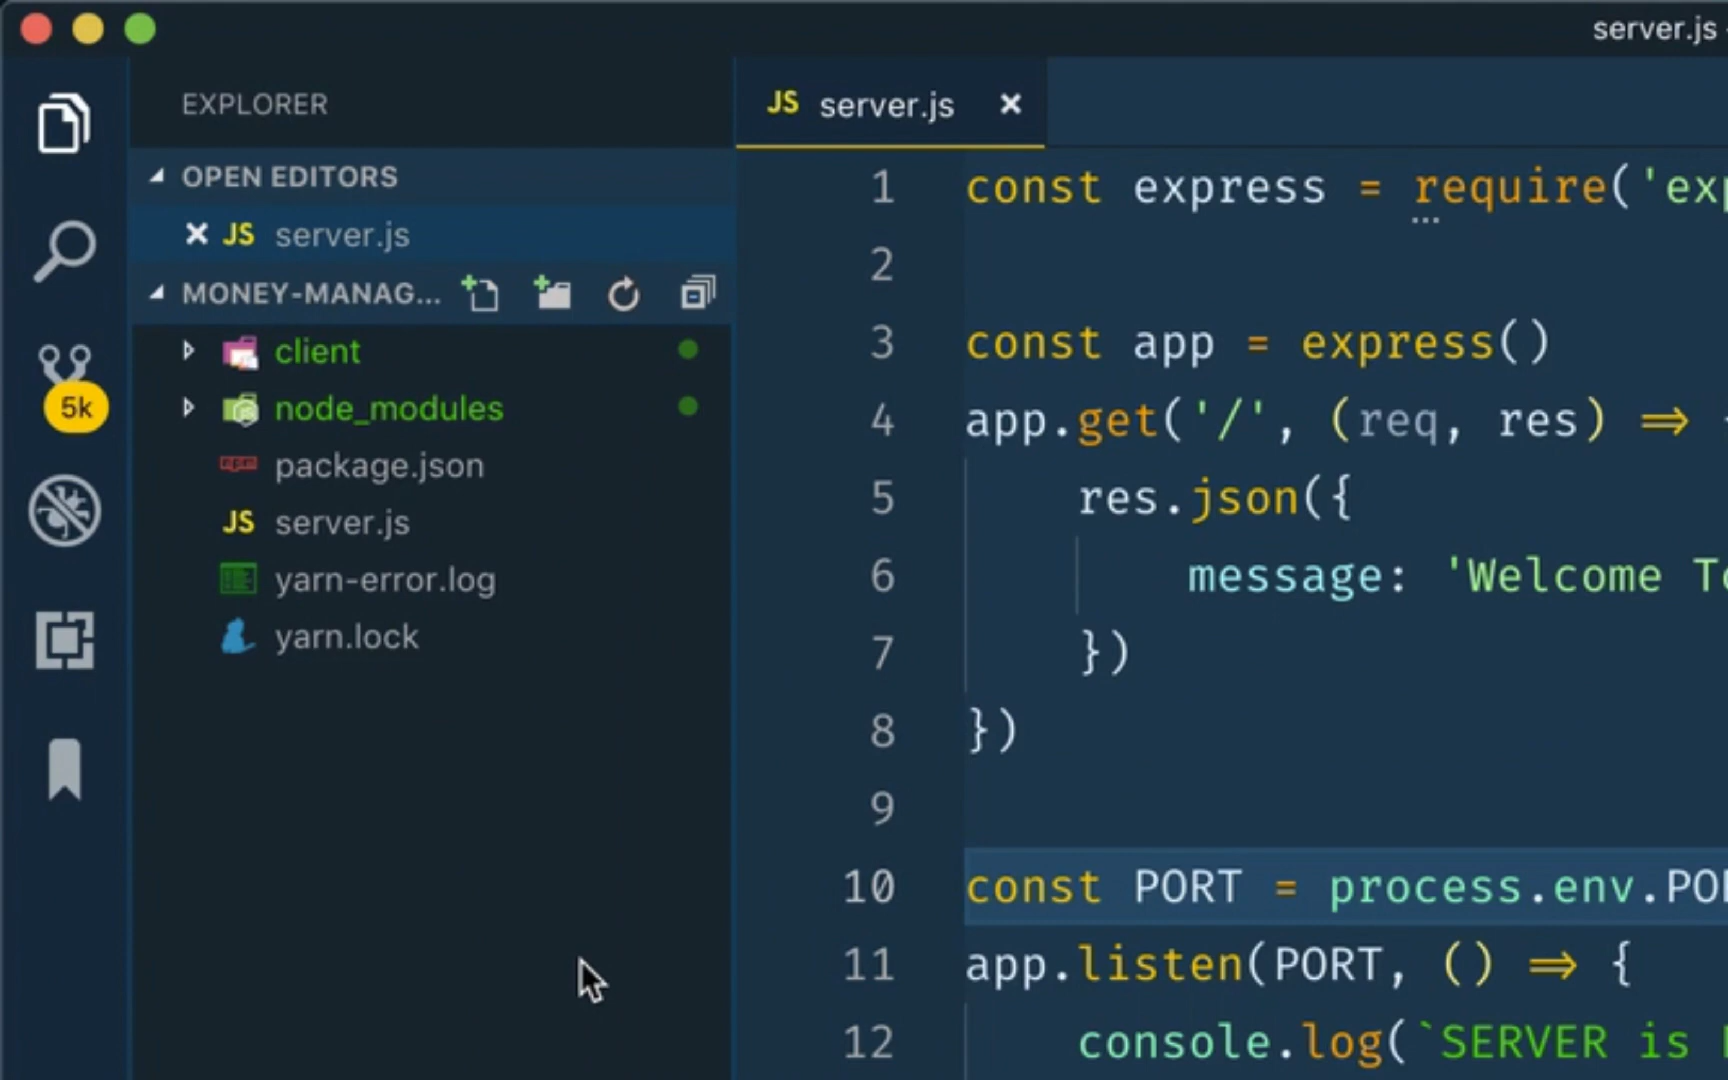 server.js
EXPLORER
OPEN EDITORS
JS server.js
MONEY-MANAG...
client
node_modules
package.json
JS server.js
yarn-error.log
yarn.lock
5k
JS server.js
1 const express = require('exp
2
3 const app = express()
4 app.get('/', (req, res) ⇒
5 res.json({
6 message: 'Welcome To
7 })
8 })
9
10 const PORT = process.env.POR
11 app.listen(PORT, () ⇒ {
12 console.log(`SERVER is